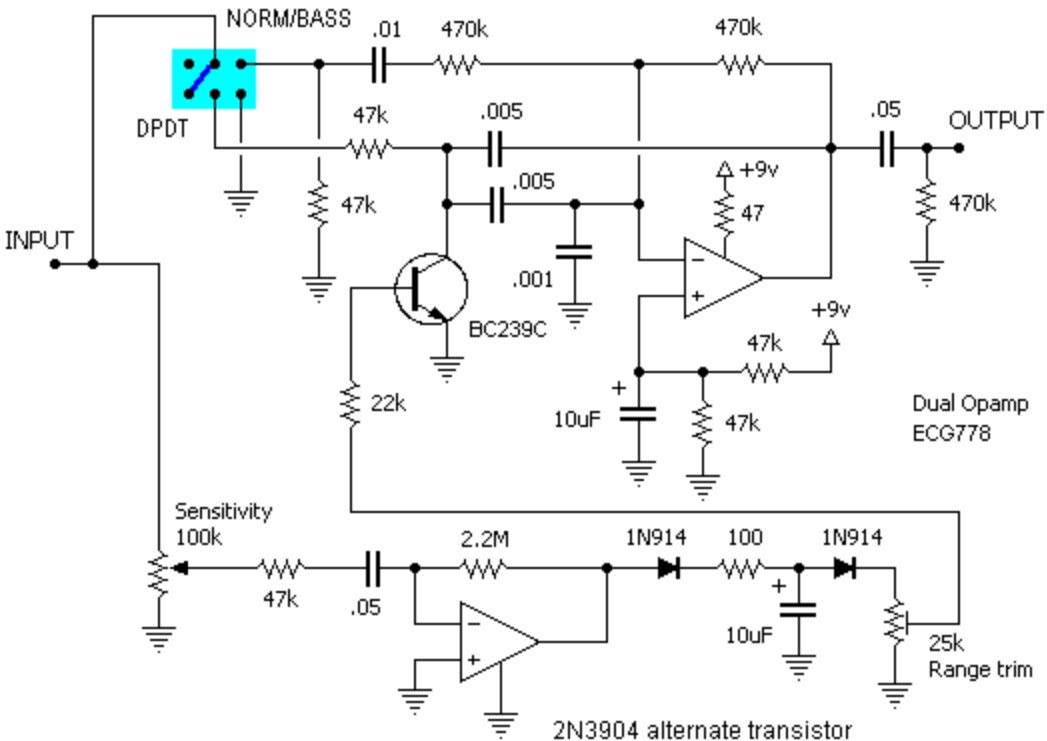 NORM/BASS
.01
470k
470k
DPDT
47k
.005
.05
OUTPUT
+9v
47k
.005
47
470k
INPUT
.001
−
+
BC239C
+9v
47k
22k
+
10uF
47k
Dual Opamp
ECG778
Sensitivity
100k
2.2M
1N914
100
1N914
47k
.05
+
−
+
10uF
25k
Range trim
2N3904 alternate transistor